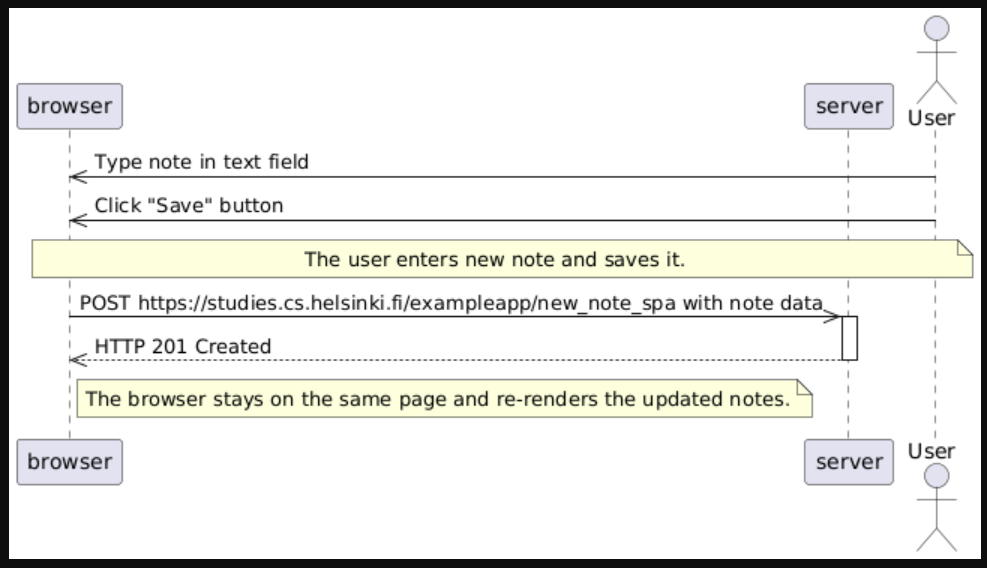 User
browser
server
Type note in text field
Click "Save" button
The user enters new note and saves it.
POST https://studies.cs.helsinki.fi/exampleapp/new_note_spa with note data
HTTP 201 Created
The browser stays on the same page and re-renders the updated notes.
browser
server
User